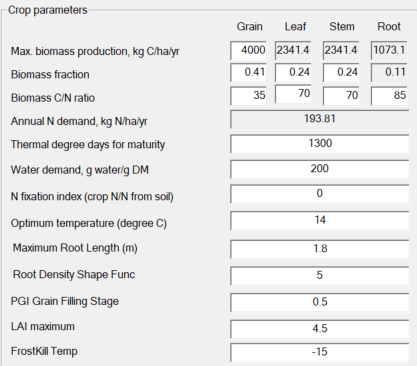 Crop parameters
Grain Leaf Stem Root
Max. biomass production, kg C/ha/yr 4000 2341.4 2341.4 1073.1
Biomass fraction 0.41 0.24 0.24 0.11
Biomass C/N ratio 35 70 70 85
Annual N demand, kg N/ha/yr 193.81
Thermal degree days for maturity 1300
Water demand, g water/g DM 200
N fixation index (crop N/N from soil) 0
Optimum temperature (degree C) 14
Maximum Root Length (m) 1.8
Root Density Shape Func 5
PGI Grain Filling Stage 0.5
LAI maximum 4.5
FrostKill Temp -15